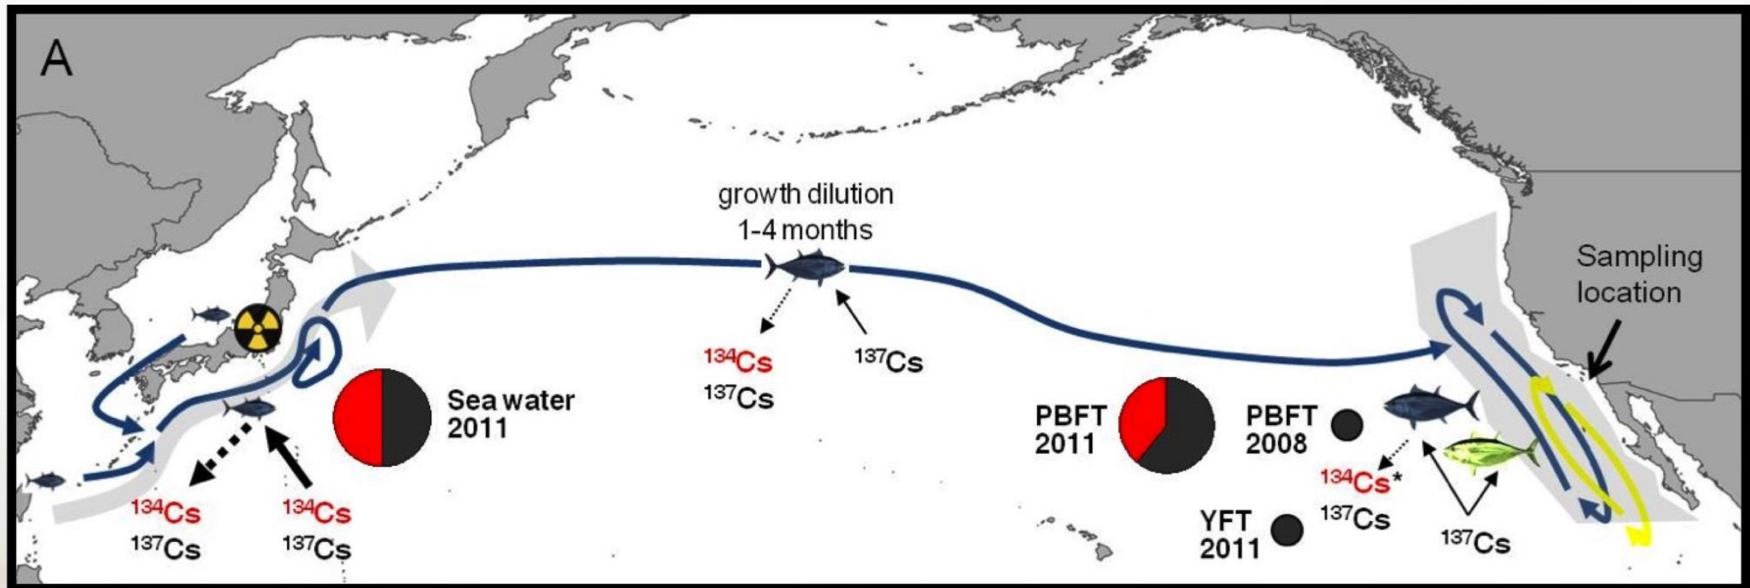 A
growth dilution
1-4 months
Sampling
location
¹³⁴Cs
¹³⁷Cs
¹³⁷Cs
Sea water
2011
PBFT
2011
PBFT
2008
¹³⁴Cs*
¹³⁷Cs
YFT
2011
¹³⁷Cs
¹³⁴Cs
¹³⁷Cs
¹³⁴Cs
¹³⁷Cs